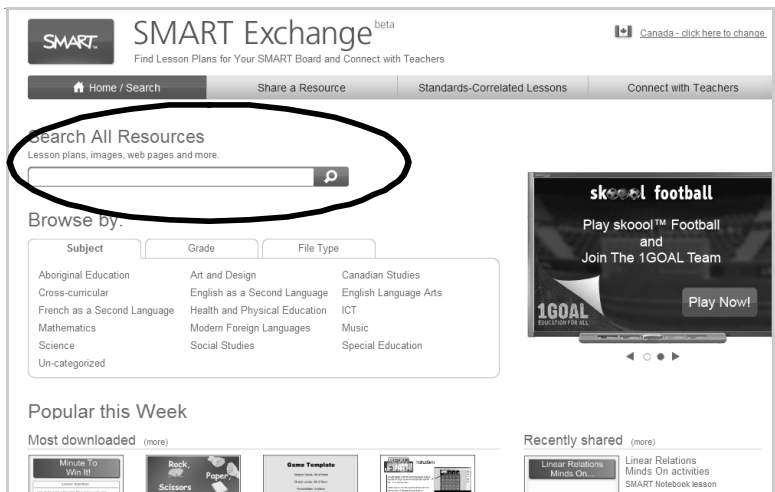 SMART™
SMART Exchange beta
Find Lesson Plans for Your SMART Board and Connect with Teachers
Canada - click here to change
Home / Search
Share a Resource
Standards-Correlated Lessons
Connect with Teachers
Search All Resources
Lesson plans, images, web pages and more.
Browse by:
Subject
Grade
File Type
Aboriginal Education
Art and Design
Canadian Studies
Cross-curricular
English as a Second Language
English Language Arts
French as a Second Language
Health and Physical Education
ICT
Mathematics
Modern Foreign Languages
Music
Science
Social Studies
Special Education
Un-categorized
skoool football
Play skoool™ Football
and
Join The 1GOAL Team
Play Now!
1GOAL
EDUCATION FOR ALL
Popular this Week
Most downloaded (more)
Minute To
Win It!
Rock,
Paper,
Scissors
Game Template
Recently shared (more)
Linear Relations
Minds On...
Linear Relations
Minds On activities
SMART Notebook lesson